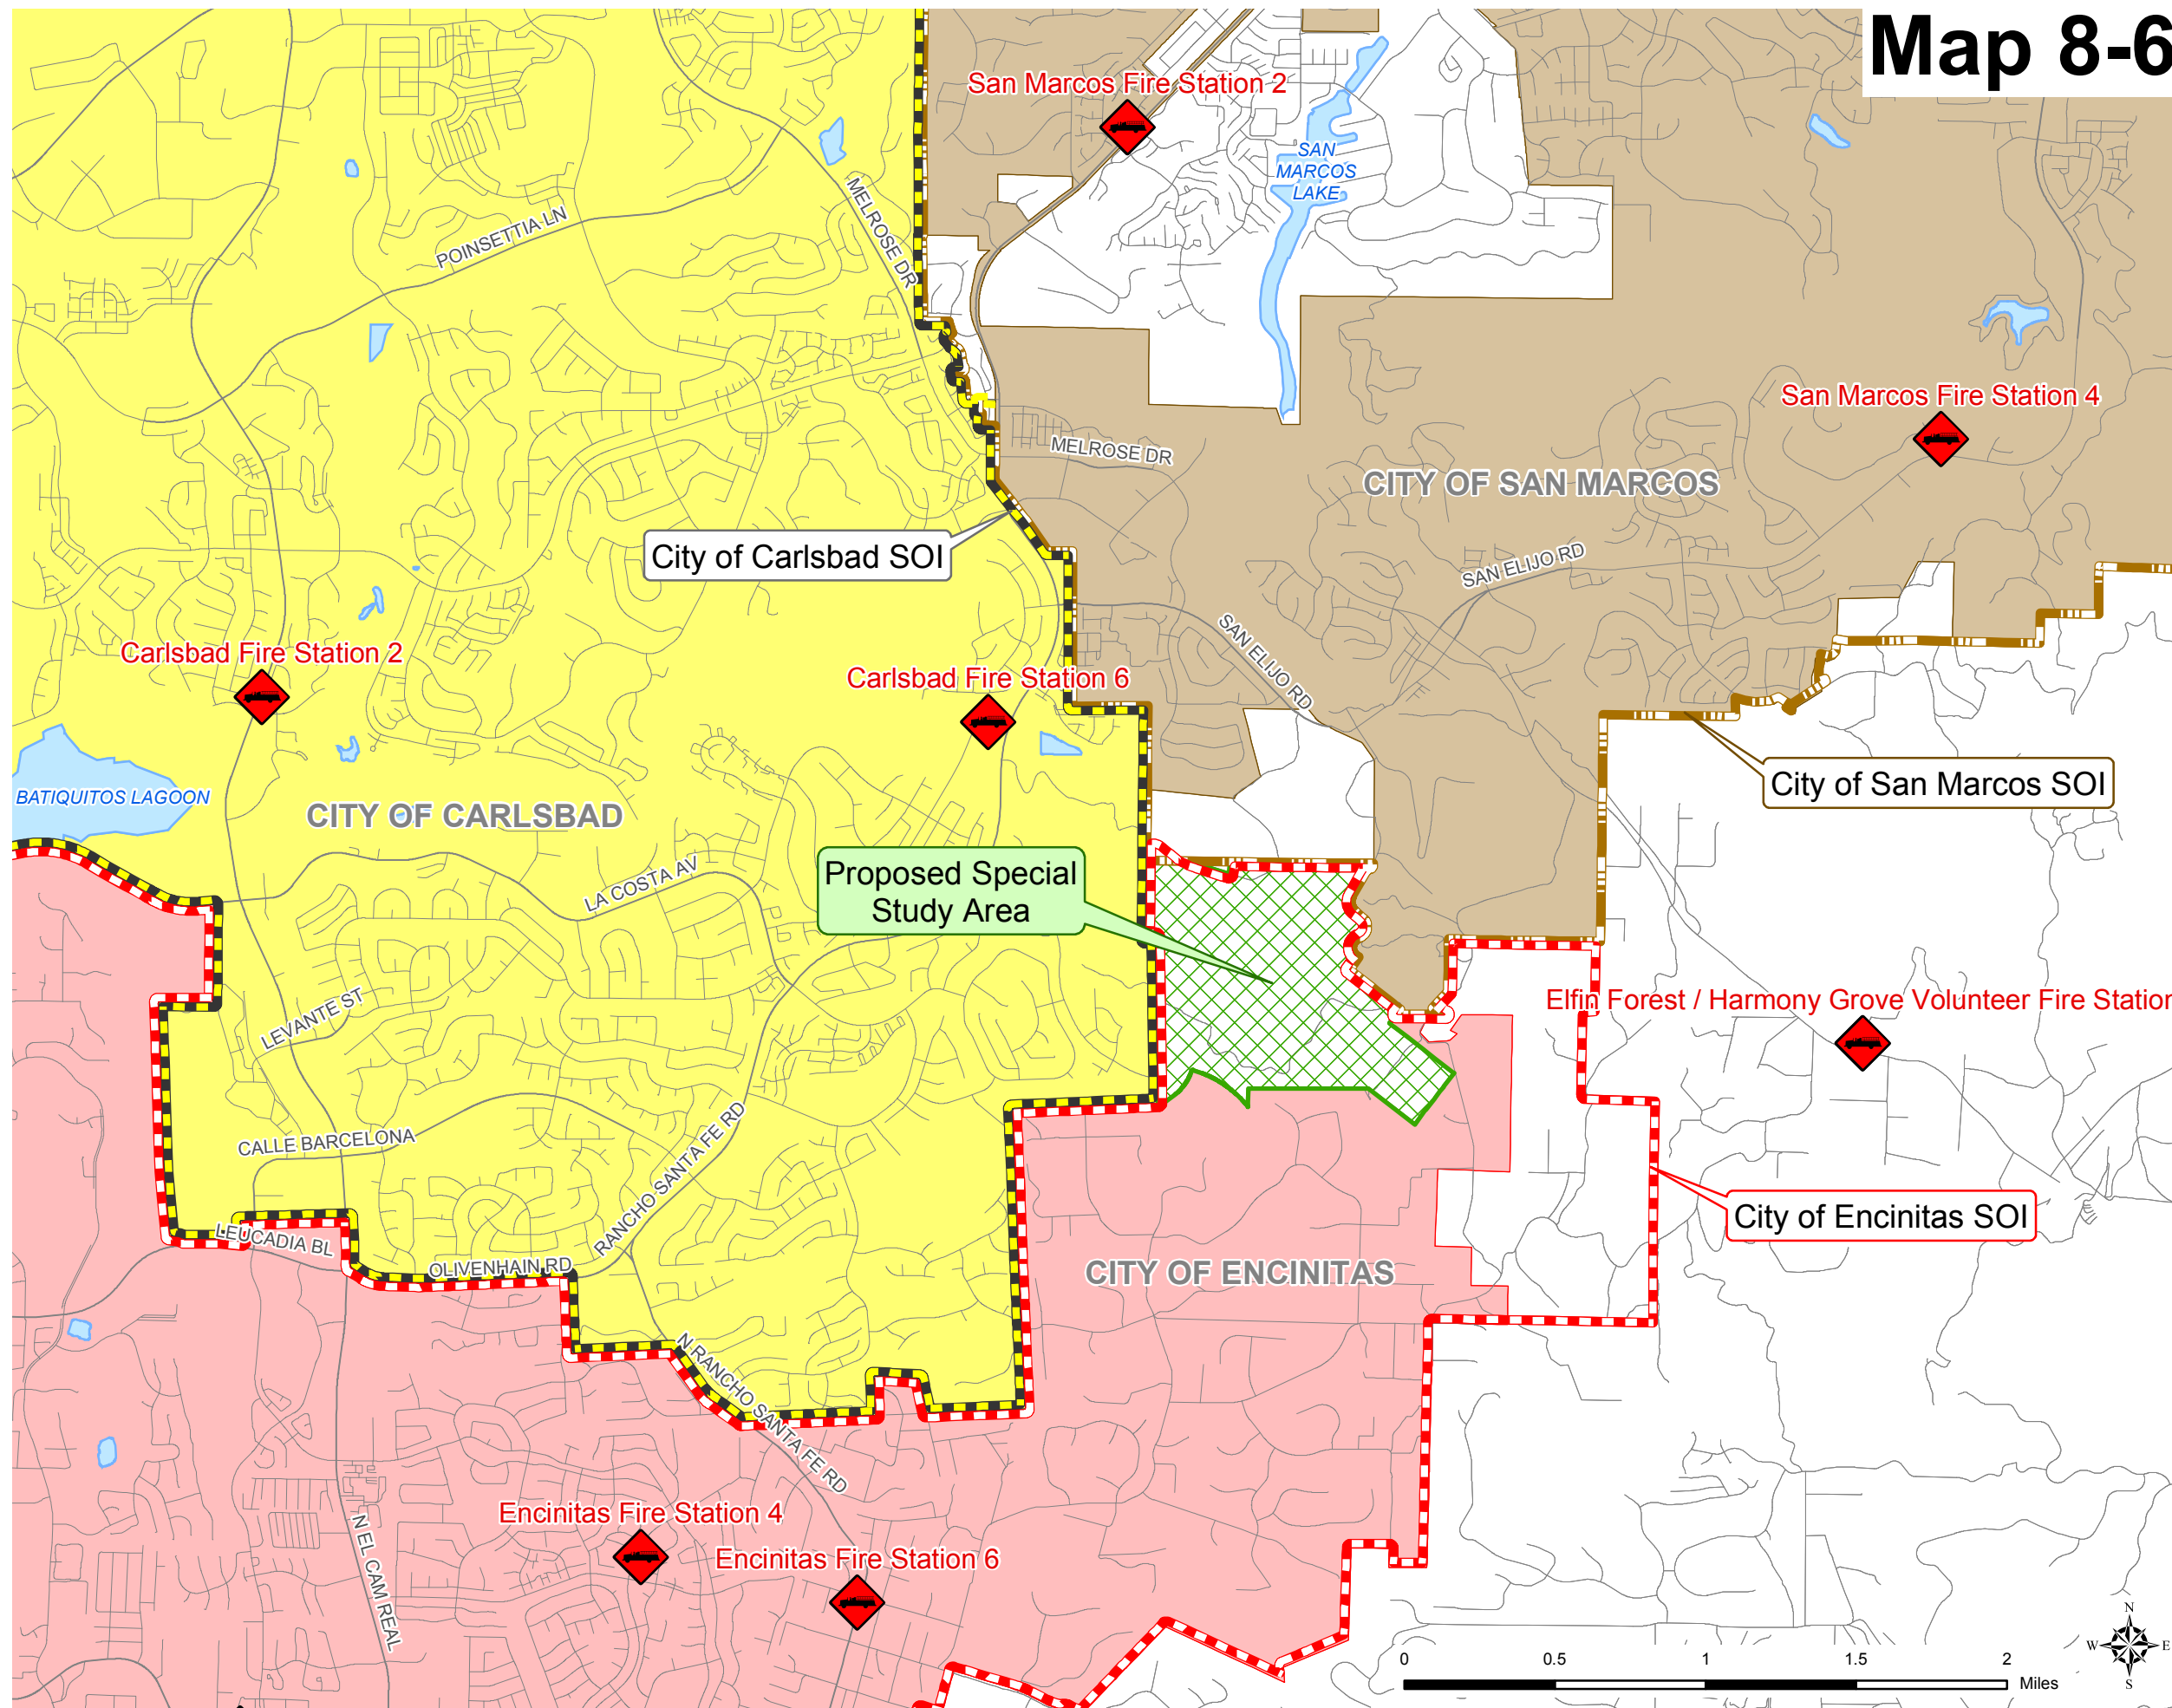 Map 8-6
San Marcos Fire Station 2
SAN
MARCOS
LAKE
MELROSE DR
POINSETTIA LN
San Marcos Fire Station 4
MELROSE DR
CITY OF SAN MARCOS
City of Carlsbad SOI
SAN ELIJO RD
SAN ELIJO RD
Carlsbad Fire Station 2
Carlsbad Fire Station 6
City of San Marcos SOI
BATIQUITOS LAGOON
CITY OF CARLSBAD
LA COSTA AV
Proposed Special
Study Area
Elfin Forest / Harmony Grove Volunteer Fire Station
LEVANTE ST
CALLE BARCELONA
RANCHO SANTA FE RD
City of Encinitas SOI
LEUCADIA BL
OLIVENHAIN RD
CITY OF ENCINITAS
N RANCHO SANTA FE RD
Encinitas Fire Station 4
N EL CAM REAL
Encinitas Fire Station 6
N
W E
S
0 0.5 1 1.5 2
Miles